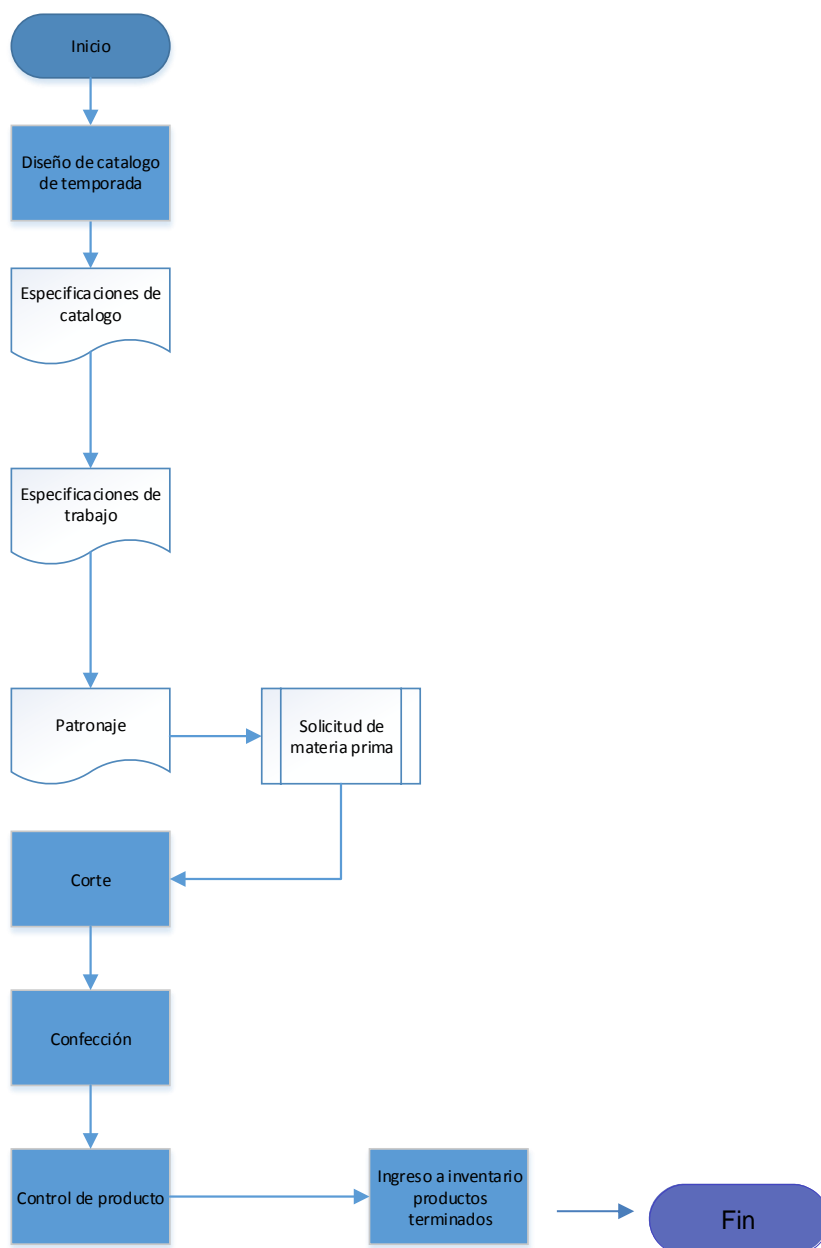 Inicio
Diseño de catalogo
de temporada
Especificaciones de
catalogo
Especificaciones de
trabajo
Patronaje
Solicitud de
materia prima
Corte
Confección
Control de producto
Ingreso a inventario
productos
terminados
Fin